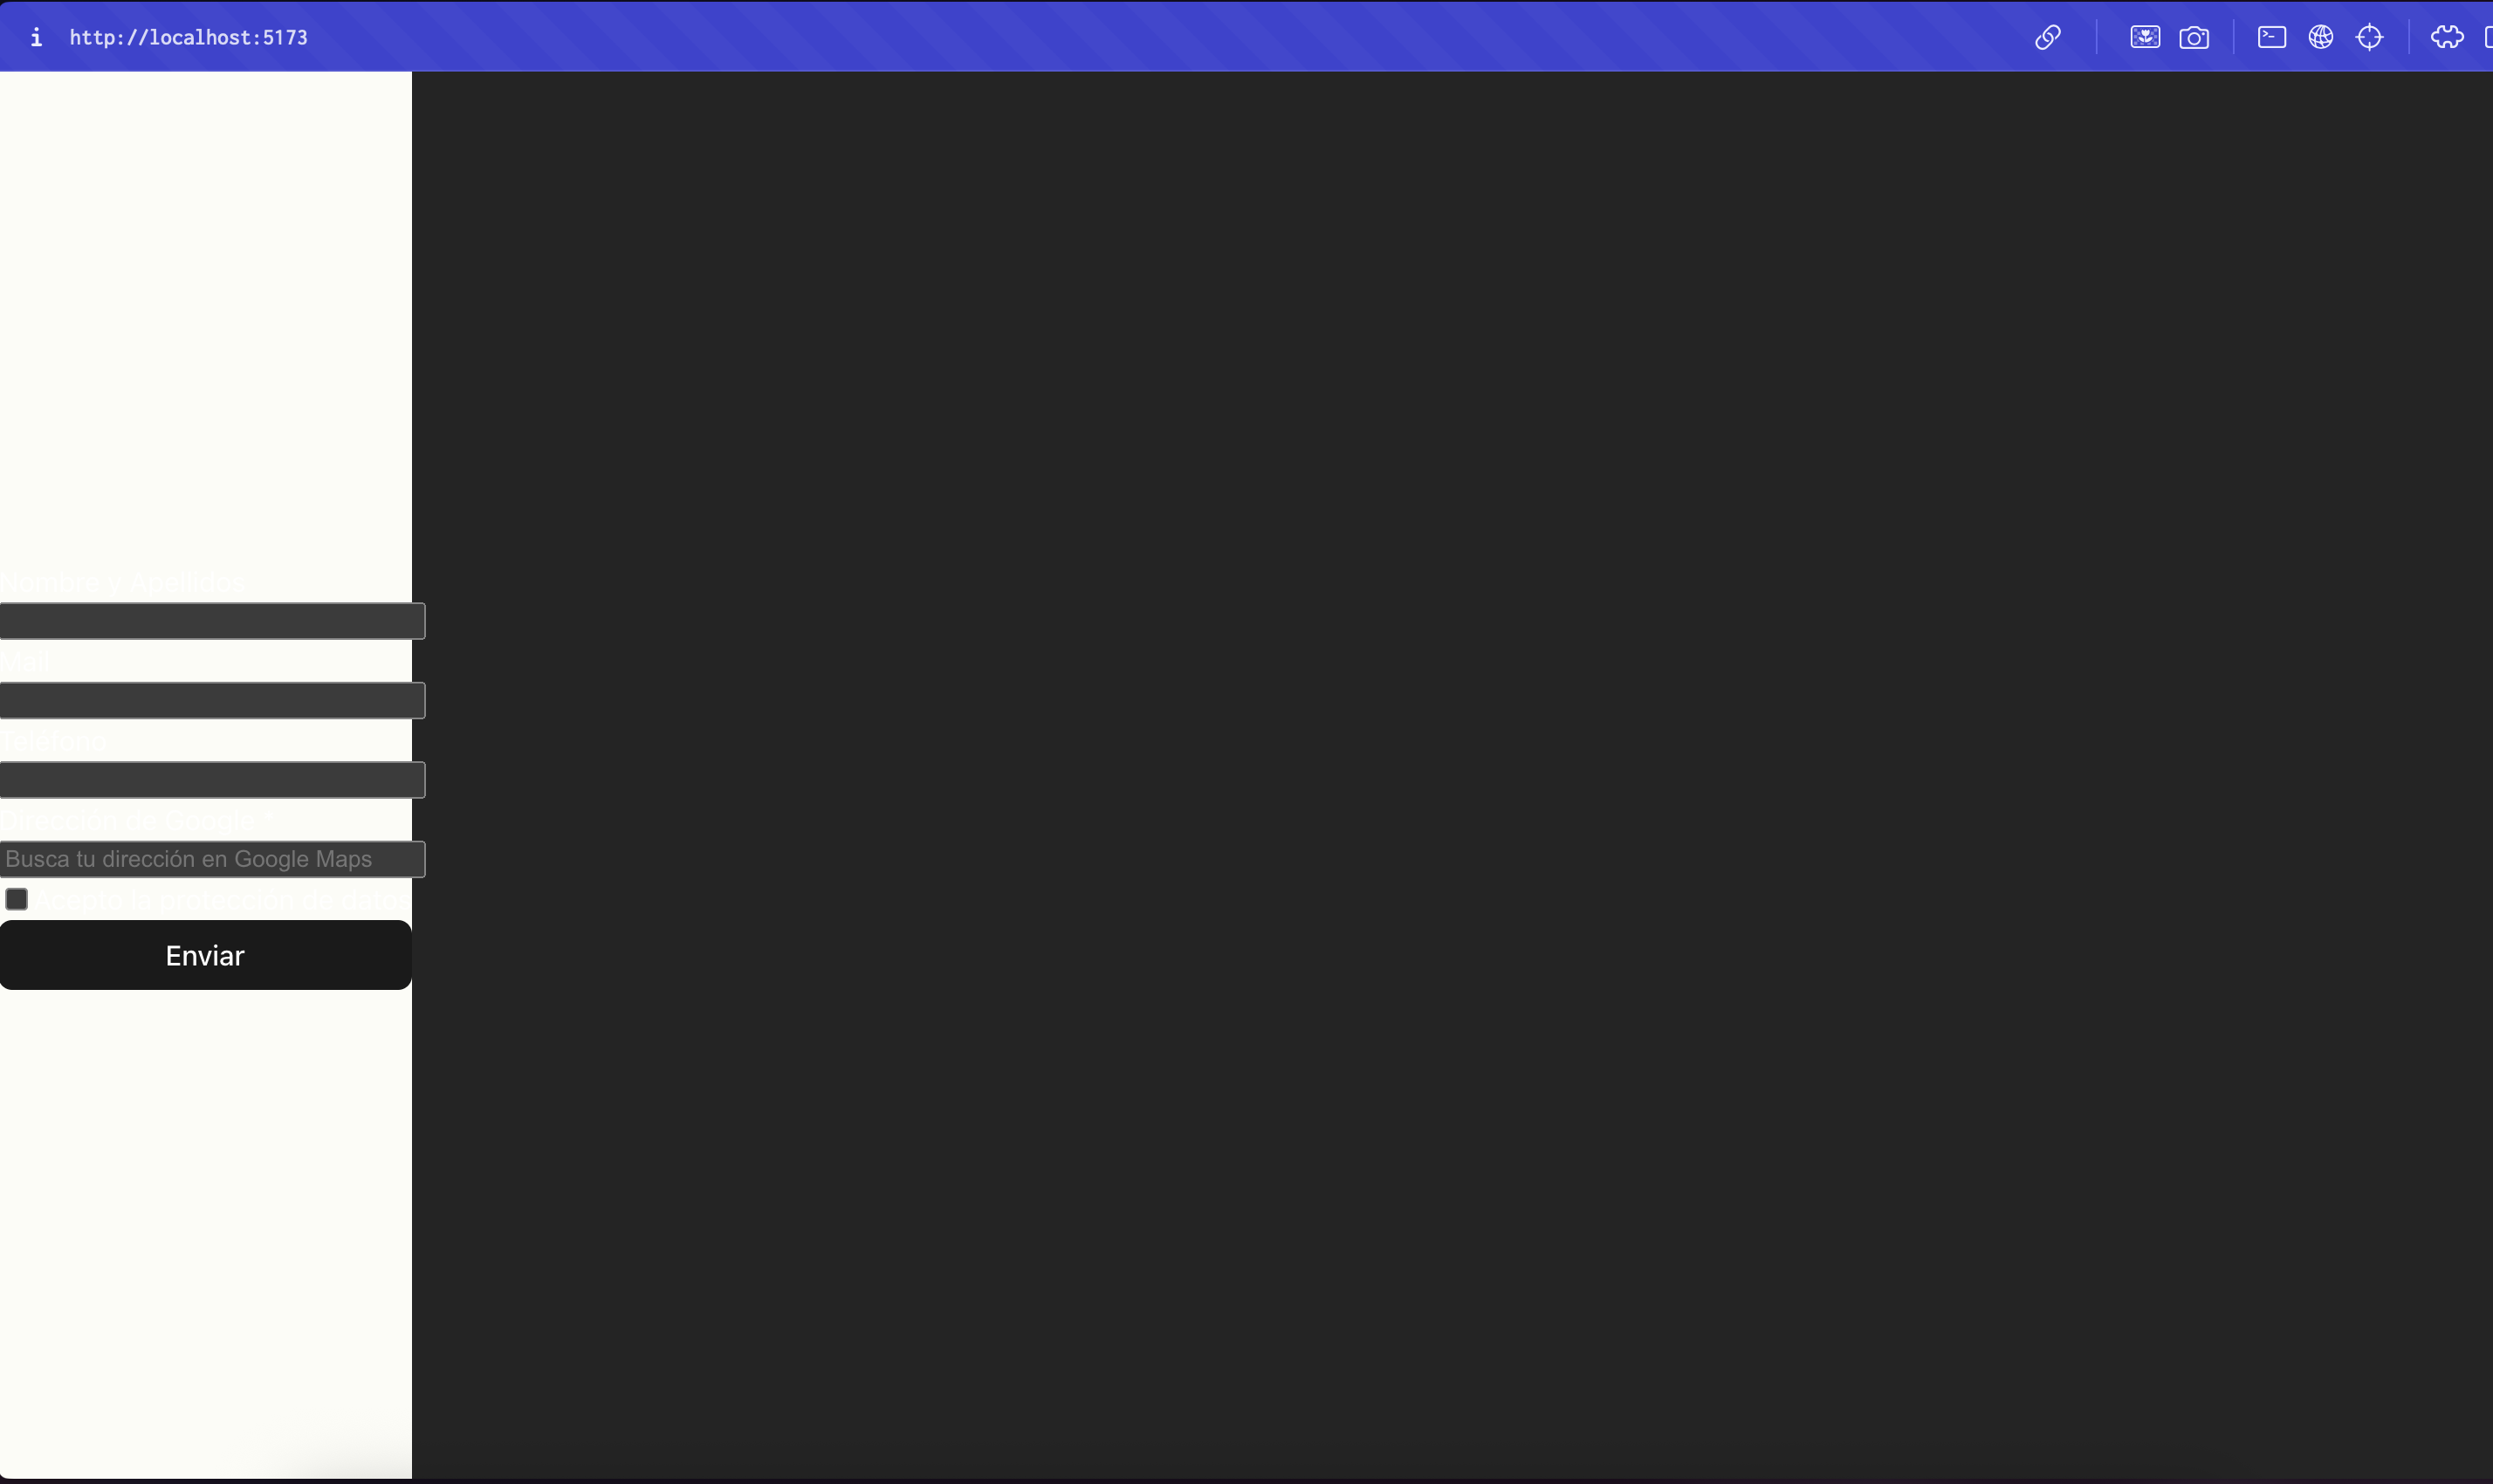 http://localhost:5173
Nombre y Apellidos
Mail
Teléfono
Dirección de Google *
Busca tu dirección en Google Maps
Acepto la protección de datos
Enviar